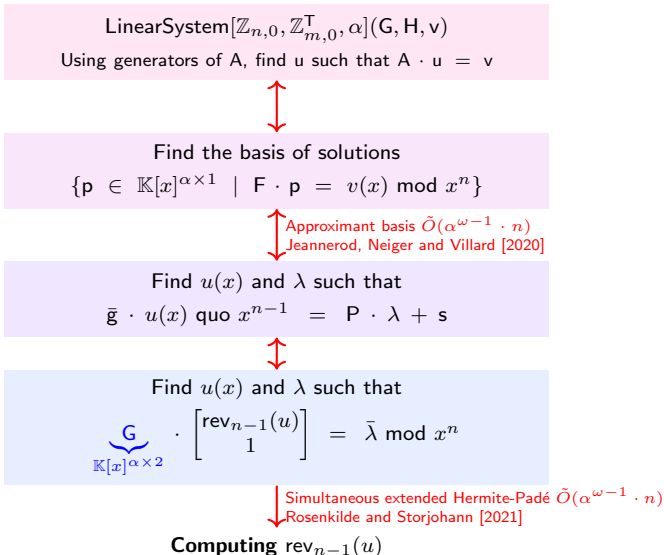 LinearSystem[ℤ_{n,0}, ℤ^T_{m,0}, α](G, H, v)
Using generators of A, find u such that A · u = v
Find the basis of solutions
{p ∈ 𝕂[x]^{α×1} | F · p = v(x) mod x^n}
Approximant basis Õ(α^{ω−1} · n)
Jeannerod, Neiger and Villard [2020]
Find u(x) and λ such that
ḡ · u(x) quo x^{n−1} = P · λ + s
Find u(x) and λ such that
G · [rev_{n−1}(u) 1] = λ̄ mod x^n
𝕂[x]^{α×2}
Simultaneous extended Hermite-Padé Õ(α^{ω−1} · n)
Rosenkilde and Storjohann [2021]
Computing rev_{n−1}(u)